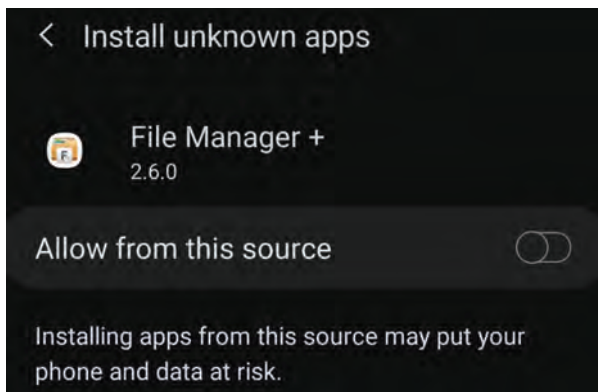 Install unknown apps
File Manager +
2.6.0
Allow from this source
Installing apps from this source may put your
phone and data at risk.